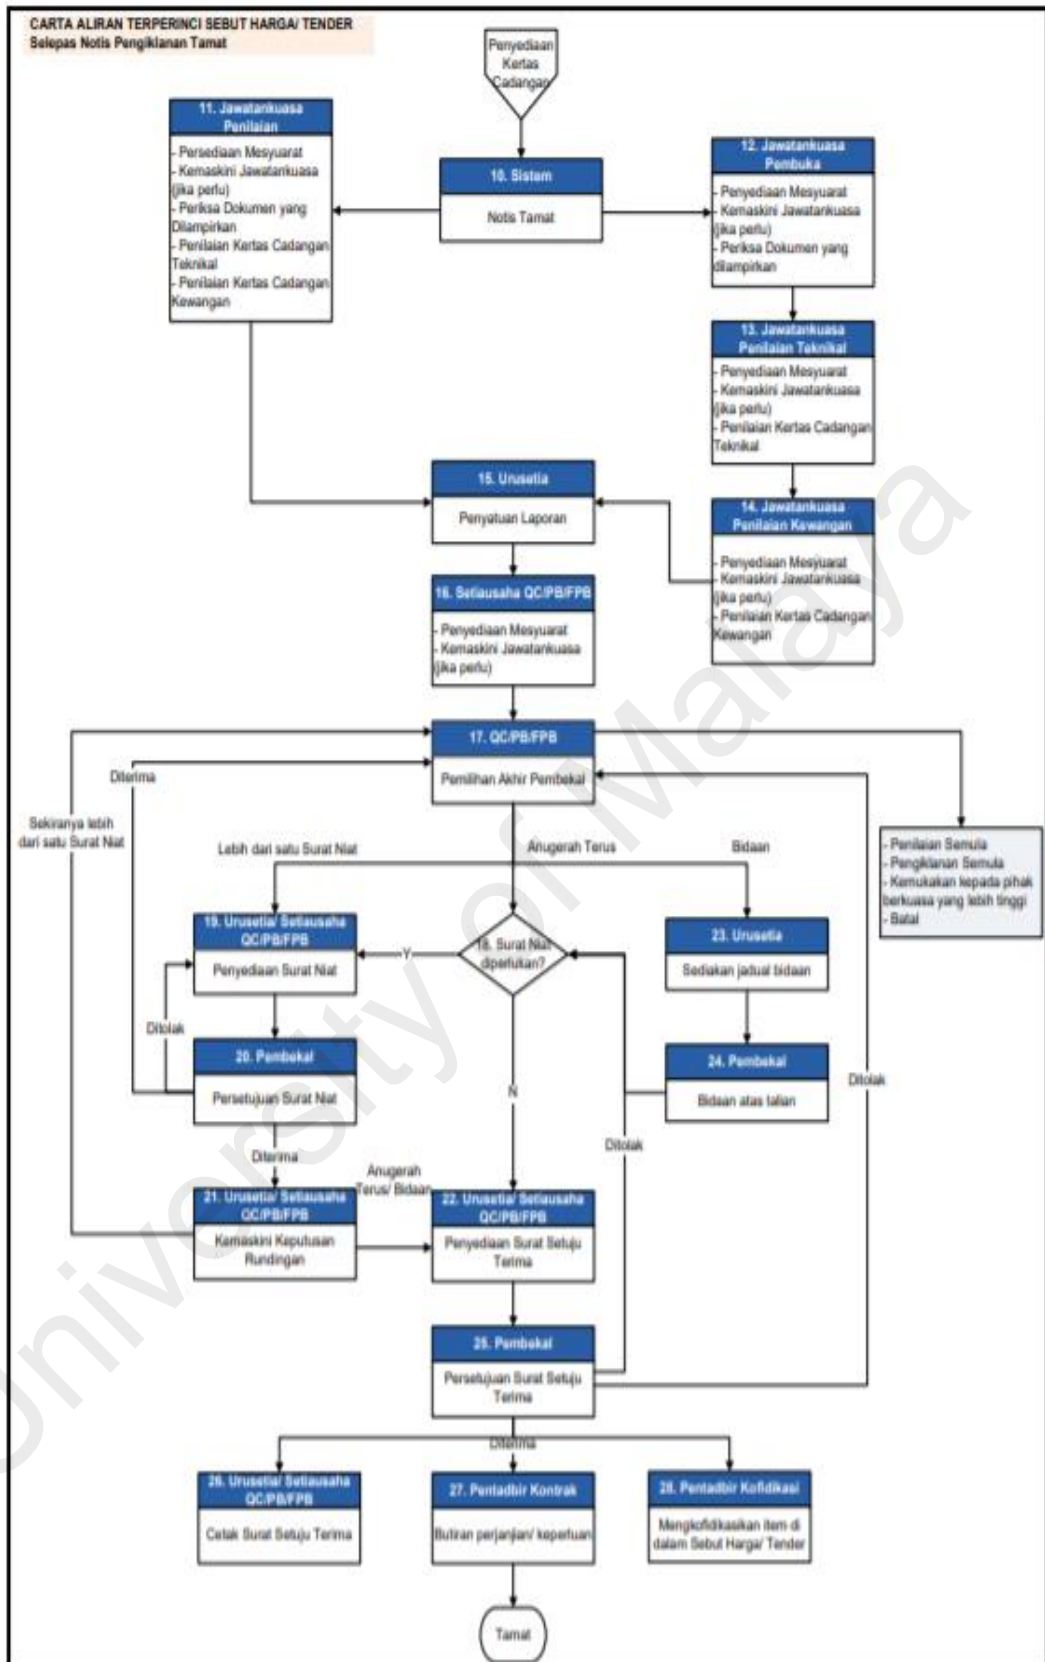 CARTA ALIRAN TERPERINCI SEBUT HARGA/ TENDER
Selepas Notis Pengiklanan Tamat
Penyediaan
Kertas
Cadangan
11. Jawatankuasa
Penilaian
- Persediaan Mesyuarat
- Kemaskini Jawatankuasa
(jika perlu)
- Periksa Dokumen yang
Dilampirkan
- Penilaian Kertas Cadangan
Teknikal
- Penilaian Kertas Cadangan
Kewangan
10. Sistem
Notis Tamat
12. Jawatankuasa
Pembuka
- Penyediaan Mesyuarat
- Kemaskini Jawatankuasa
(jika perlu)
- Periksa Dokumen yang
dilampirkan
13. Jawatankuasa
Penilaian Teknikal
- Penyediaan Mesyuarat
- Kemaskini Jawatankuasa
(jika perlu)
- Penilaian Kertas Cadangan
Teknikal
15. Urusetia
Penyatuan Laporan
14. Jawatankuasa
Penilaian Kewangan
- Penyediaan Mesyuarat
- Kemaskini Jawatankuasa
(jika perlu)
- Penilaian Kertas Cadangan
Kewangan
16. Setiausaha QC/PB/FPB
- Penyediaan Mesyuarat
- Kemaskini Jawatankuasa
(jika perlu)
17. QC/PB/FPB
Pemilihan Akhir Pembekal
Diterima
Sekiranya lebih
dari satu Surat Niat
Lebih dari satu Surat Niat
Anugerah Terus
Bidaan
- Penilaian Semula
- Pengiklanan Semula
- Kemukakan kepada pihak
berkuasa yang lebih tinggi
- Batal
19. Urusetia/ Setiausaha
QC/PB/FPB
Penyediaan Surat Niat
Y
18. Surat Niat
diperlukan?
23. Urusetia
Sediakan jadual bidaan
Ditolak
20. Pembekal
Persetujuan Surat Niat
N
24. Pembekal
Bidaan atas talian
Ditolak
Ditolak
Diterima
Anugerah
Terus/ Bidaan
21. Urusetia/ Setiausaha
QC/PB/FPB
Kemaskini Keputusan
Rundingan
22. Urusetia/ Setiausaha
QC/PB/FPB
Penyediaan Surat Setuju
Terima
25. Pembekal
Persetujuan Surat Setuju
Terima
Diterima
26. Urusetia/ Setiausaha
QC/PB/FPB
Cetak Surat Setuju Terima
27. Pentadbir Kontrak
Butiran perjanjian/ keperluan
28. Pentadbir Kofidikasi
Mengkofidikasikan item di
dalam Sebut Harga/ Tender
Tamat
University of Malaya